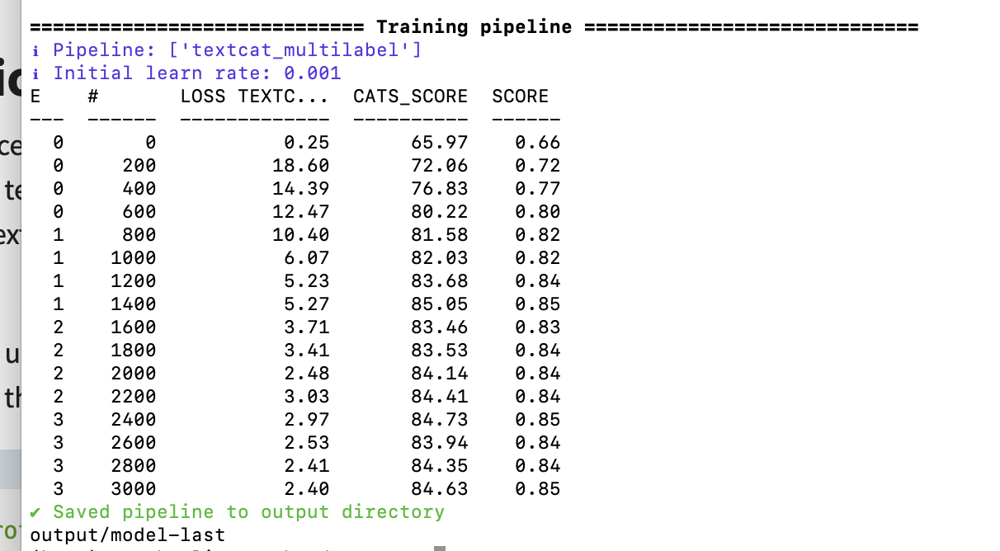 ============================= Training pipeline =============================
ℹ Pipeline: ['textcat_multilabel']
ℹ Initial learn rate: 0.001
E    #       LOSS TEXTC...  CATS_SCORE  SCORE
---  ------  -------------  ----------  ------
  0       0           0.25       65.97    0.66
  0     200          18.60       72.06    0.72
  0     400          14.39       76.83    0.77
  0     600          12.47       80.22    0.80
  1     800          10.40       81.58    0.82
  1    1000           6.07       82.03    0.82
  1    1200           5.23       83.68    0.84
  1    1400           5.27       85.05    0.85
  2    1600           3.71       83.46    0.83
  2    1800           3.41       83.53    0.84
  2    2000           2.48       84.14    0.84
  2    2200           3.03       84.41    0.84
  3    2400           2.97       84.73    0.85
  3    2600           2.53       83.94    0.84
  3    2800           2.41       84.35    0.84
  3    3000           2.40       84.63    0.85
✔ Saved pipeline to output directory
output/model-last